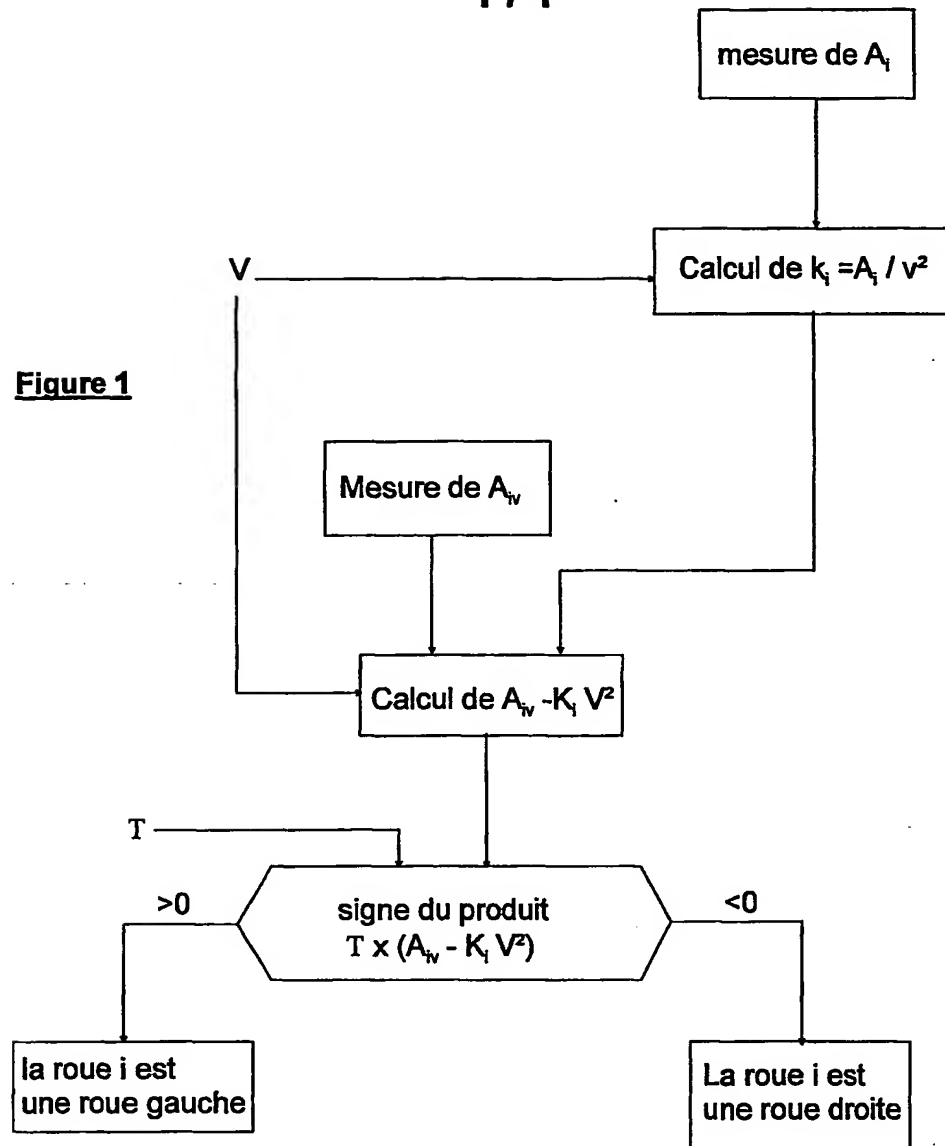 mesure de Aᵢ
Calcul de kᵢ =Aᵢ / v²
V
Figure 1
Mesure de Aᵢᵥ
Calcul de Aᵢᵥ -Kᵢ V²
T
>0
signe du produit
T x (Aᵢᵥ - Kᵢ V²)
<0
la roue i est
une roue gauche
La roue i est
une roue droite